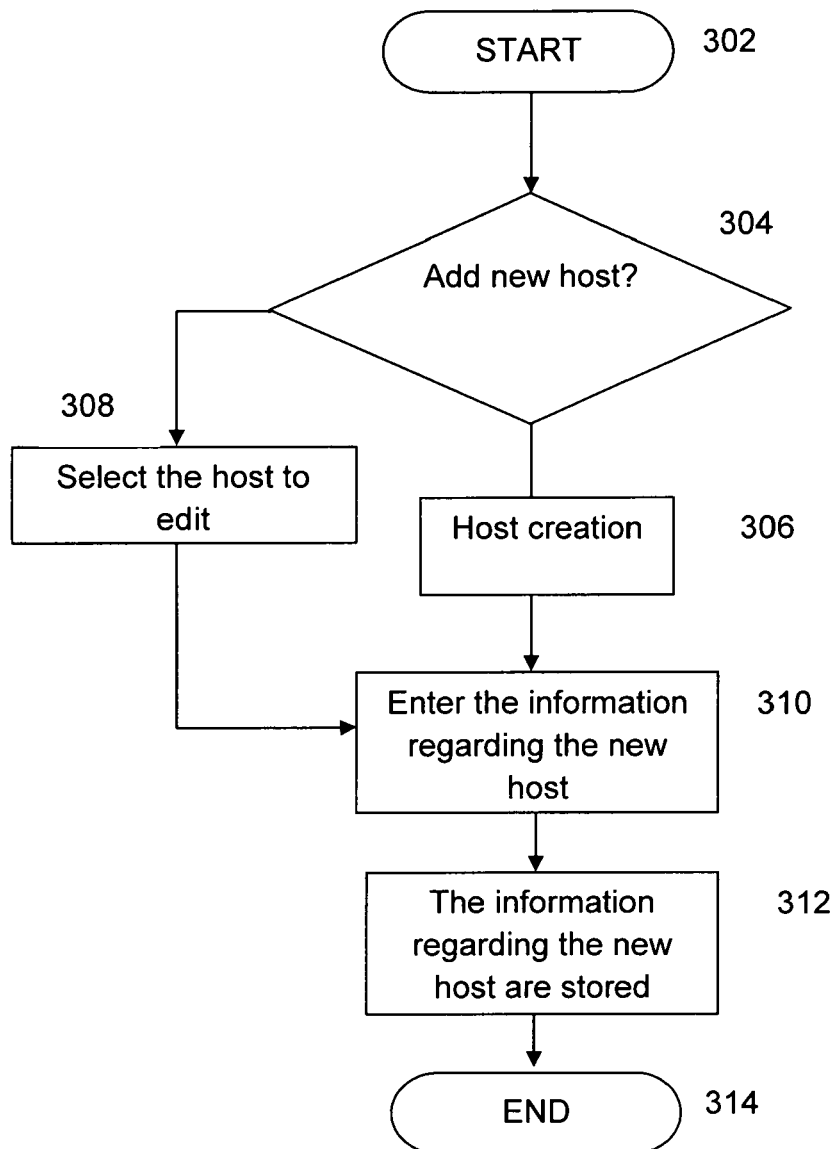 START
302
304
Add new host?
308
Select the host to
edit
Host creation
306
Enter the information
regarding the new
host
310
The information
regarding the new
host are stored
312
END
314